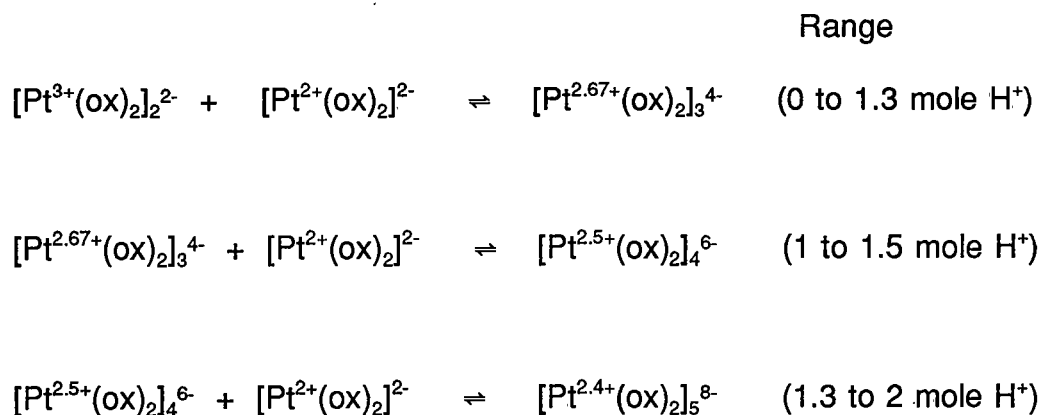 Range
[Pt³⁺(ox)₂]₂²⁻ + [Pt²⁺(ox)₂]²⁻ ⇌ [Pt²·⁶⁷⁺(ox)₂]₃⁴⁻ (0 to 1.3 mole H⁺)
[Pt²·⁶⁷⁺(ox)₂]₃⁴⁻ + [Pt²⁺(ox)₂]²⁻ ⇌ [Pt²·⁵⁺(ox)₂]₄⁶⁻ (1 to 1.5 mole H⁺)
[Pt²·⁵⁺(ox)₂]₄⁶⁻ + [Pt²⁺(ox)₂]²⁻ ⇌ [Pt²·⁴⁺(ox)₂]₅⁸⁻ (1.3 to 2 mole H⁺)